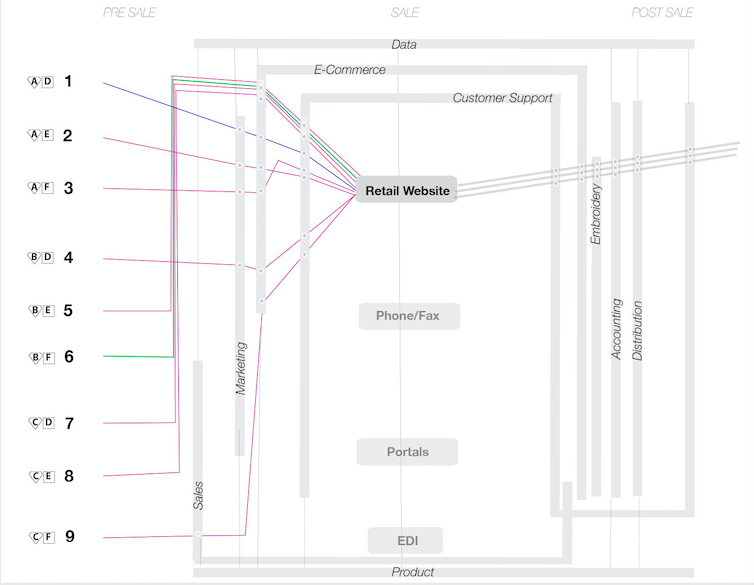 PRE SALE
SALE
POST SALE
Data
E-Commerce
Customer Support
A D 1
A E 2
A F 3
B D 4
B E 5
B F 6
C D 7
C E 8
C F 9
Retail Website
Phone/Fax
Portals
EDI
Sales
Marketing
Embroidery
Accounting
Distribution
Product